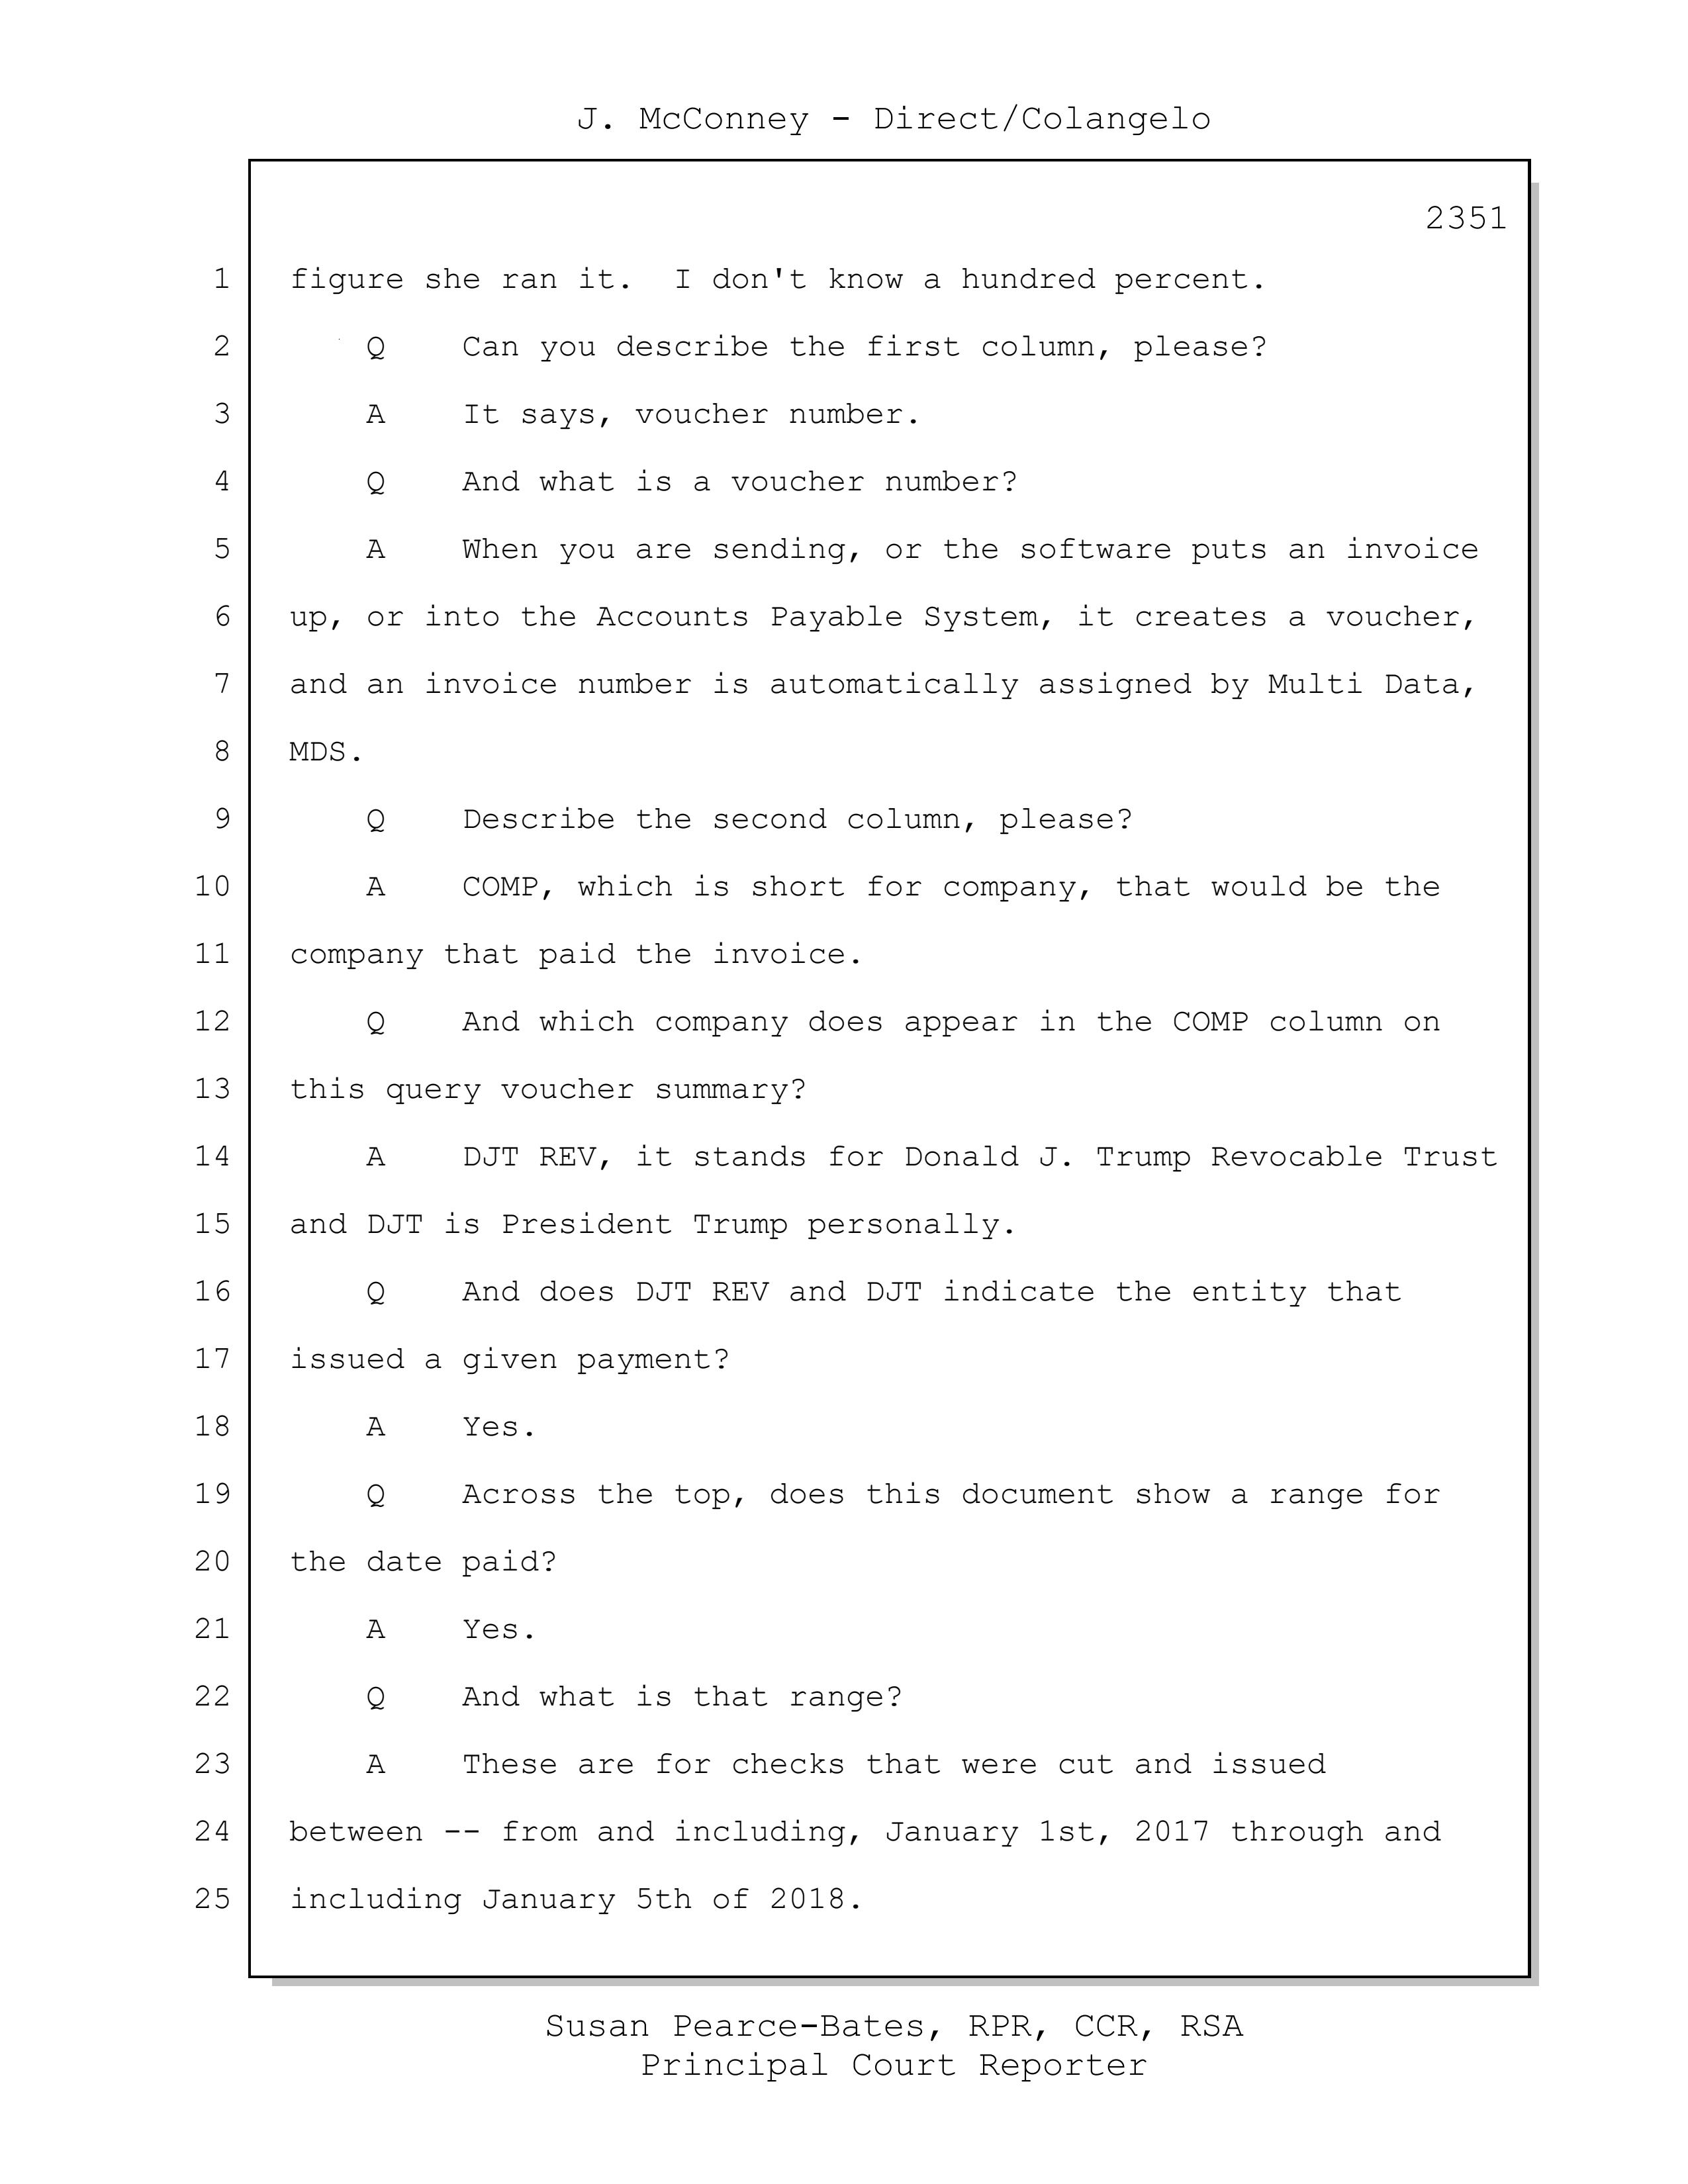 J. McConney - Direct/Colangelo
2351
1 figure she ran it.  I don't know a hundred percent.
2 Q Can you describe the first column, please?
3 A It says, voucher number.
4 Q And what is a voucher number?
5 A When you are sending, or the software puts an invoice
6 up, or into the Accounts Payable System, it creates a voucher,
7 and an invoice number is automatically assigned by Multi Data,
8 MDS.
9 Q Describe the second column, please?
10 A COMP, which is short for company, that would be the
11 company that paid the invoice.
12 Q And which company does appear in the COMP column on
13 this query voucher summary?
14 A DJT REV, it stands for Donald J. Trump Revocable Trust
15 and DJT is President Trump personally.
16 Q And does DJT REV and DJT indicate the entity that
17 issued a given payment?
18 A Yes.
19 Q Across the top, does this document show a range for
20 the date paid?
21 A Yes.
22 Q And what is that range?
23 A These are for checks that were cut and issued
24 between -- from and including, January 1st, 2017 through and
25 including January 5th of 2018.
Susan Pearce-Bates, RPR, CCR, RSA
Principal Court Reporter